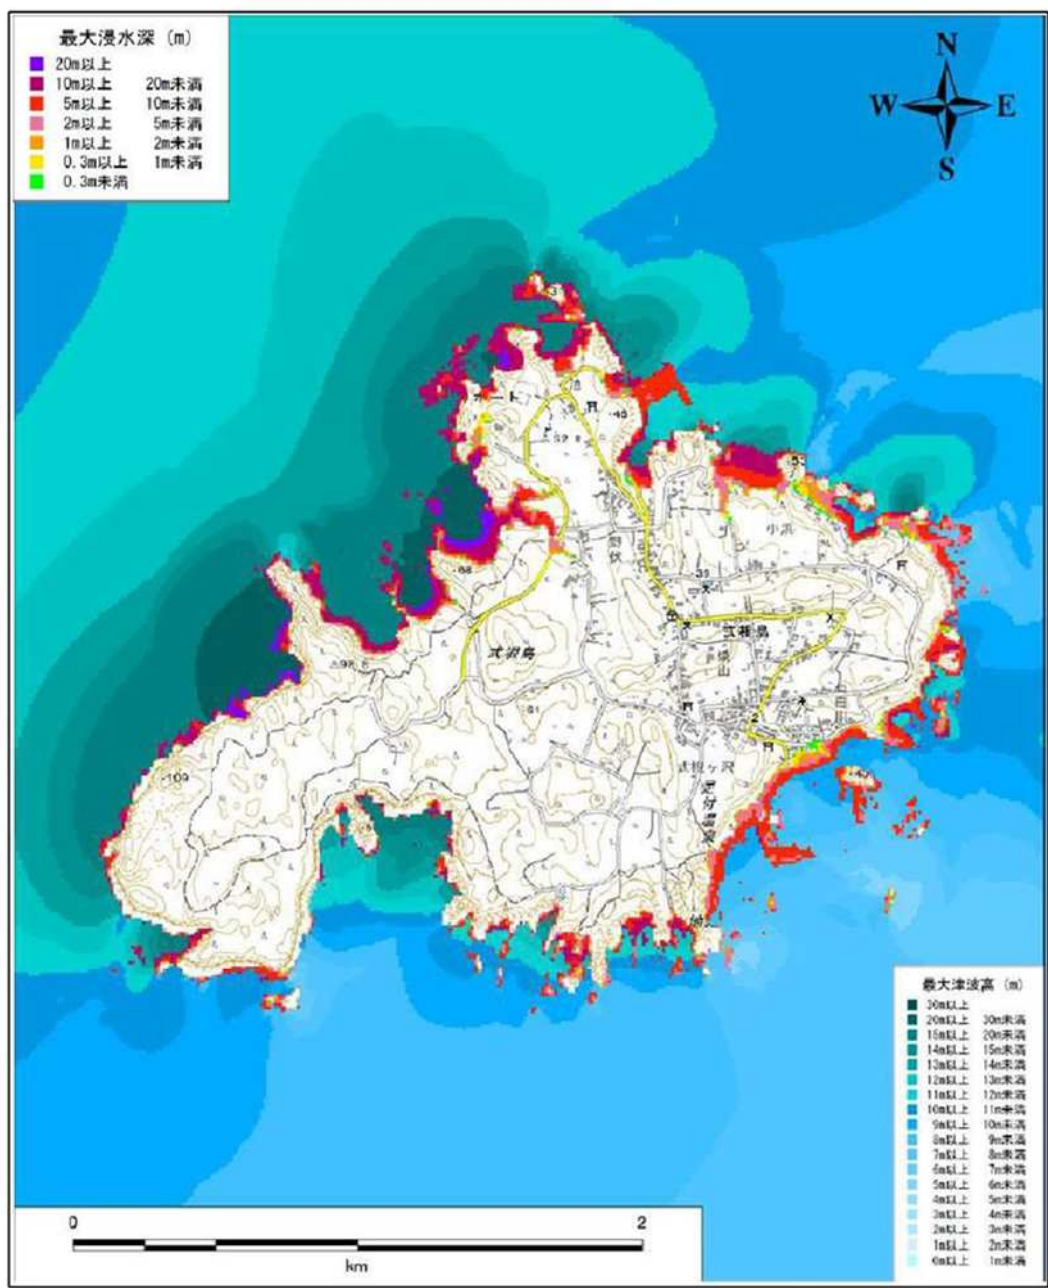 最大浸水深 (m)
20m以上
10m以上 20m未満
5m以上 10m未満
2m以上 5m未満
1m以上 2m未満
0.3m以上 1m未満
0.3m未満
N
W E
S
小浜
野伏
39
式根島
式根島
98
61
109
最大津波高 (m)
30m以上
20m以上 30m未満
15m以上 20m未満
14m以上 15m未満
13m以上 14m未満
12m以上 13m未満
11m以上 12m未満
10m以上 11m未満
9m以上 10m未満
8m以上 9m未満
7m以上 8m未満
6m以上 7m未満
5m以上 6m未満
4m以上 5m未満
3m以上 4m未満
2m以上 3m未満
1m以上 2m未満
0m以上 1m未満
0 2
km